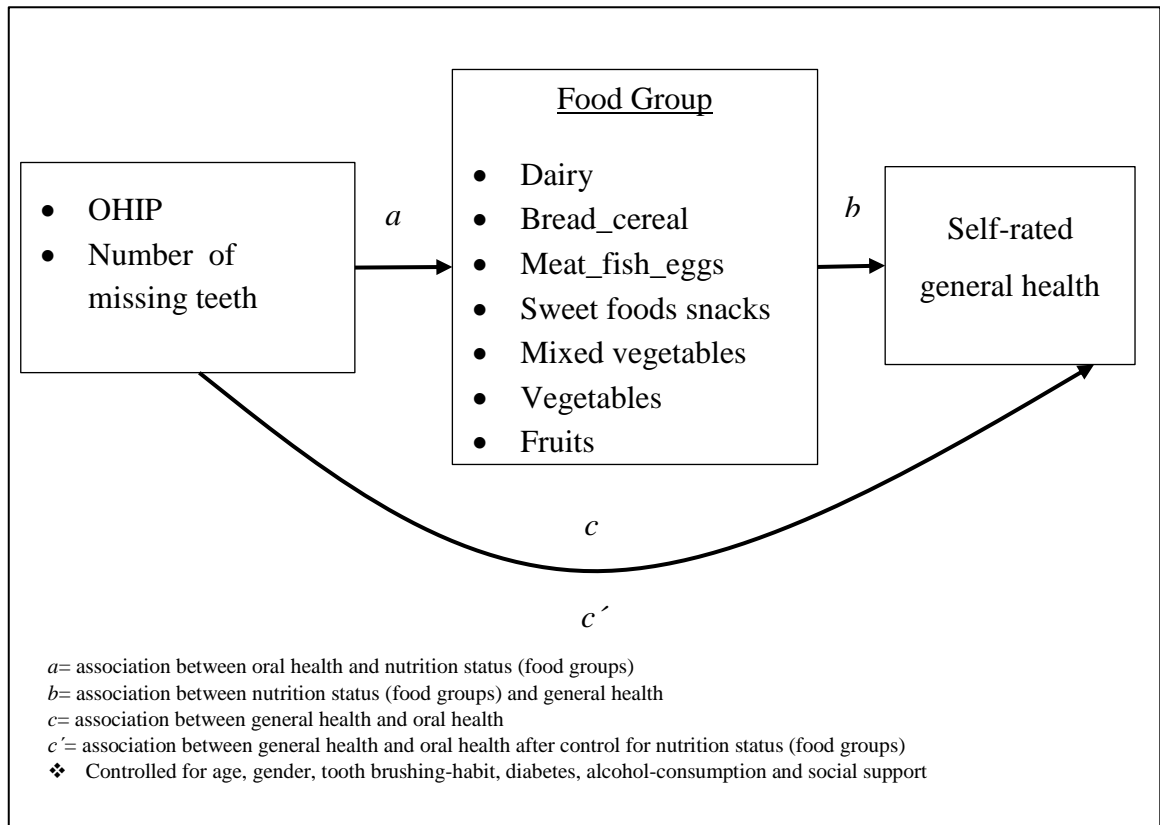 Food Group
• Dairy
• Bread_cereal
• Meat_fish_eggs
• Sweet foods snacks
• Mixed vegetables
• Vegetables
• Fruits
• OHIP
• Number of
missing teeth
a
b
Self-rated
general health
c
c´
a= association between oral health and nutrition status (food groups)
b= association between nutrition status (food groups) and general health
c= association between general health and oral health
c´= association between general health and oral health after control for nutrition status (food groups)
❖ Controlled for age, gender, tooth brushing-habit, diabetes, alcohol-consumption and social support